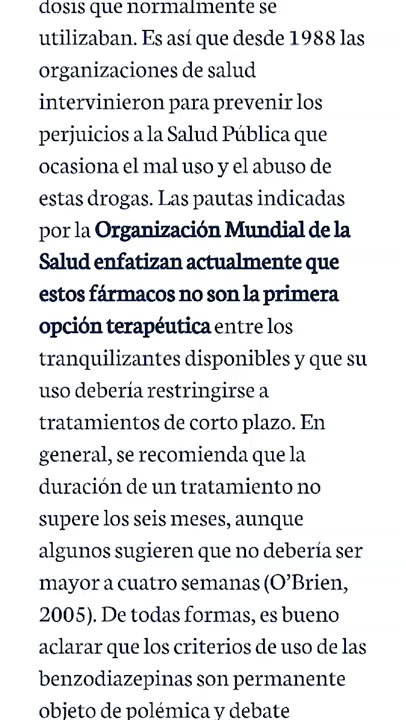 dosis que normalmente se
utilizaban. Es así que desde 1988 las
organizaciones de salud
intervinieron para prevenir los
perjuicios a la Salud Pública que
ocasiona el mal uso y el abuso de
estas drogas. Las pautas indicadas
por la Organización Mundial de la
Salud enfatizan actualmente que
estos fármacos no son la primera
opción terapéutica entre los
tranquilizantes disponibles y que su
uso debería restringirse a
tratamientos de corto plazo. En
general, se recomienda que la
duración de un tratamiento no
supere los seis meses, aunque
algunos sugieren que no debería ser
mayor a cuatro semanas (O’Brien,
2005). De todas formas, es bueno
aclarar que los criterios de uso de las
benzodiazepinas son permanente
objeto de polémica y debate